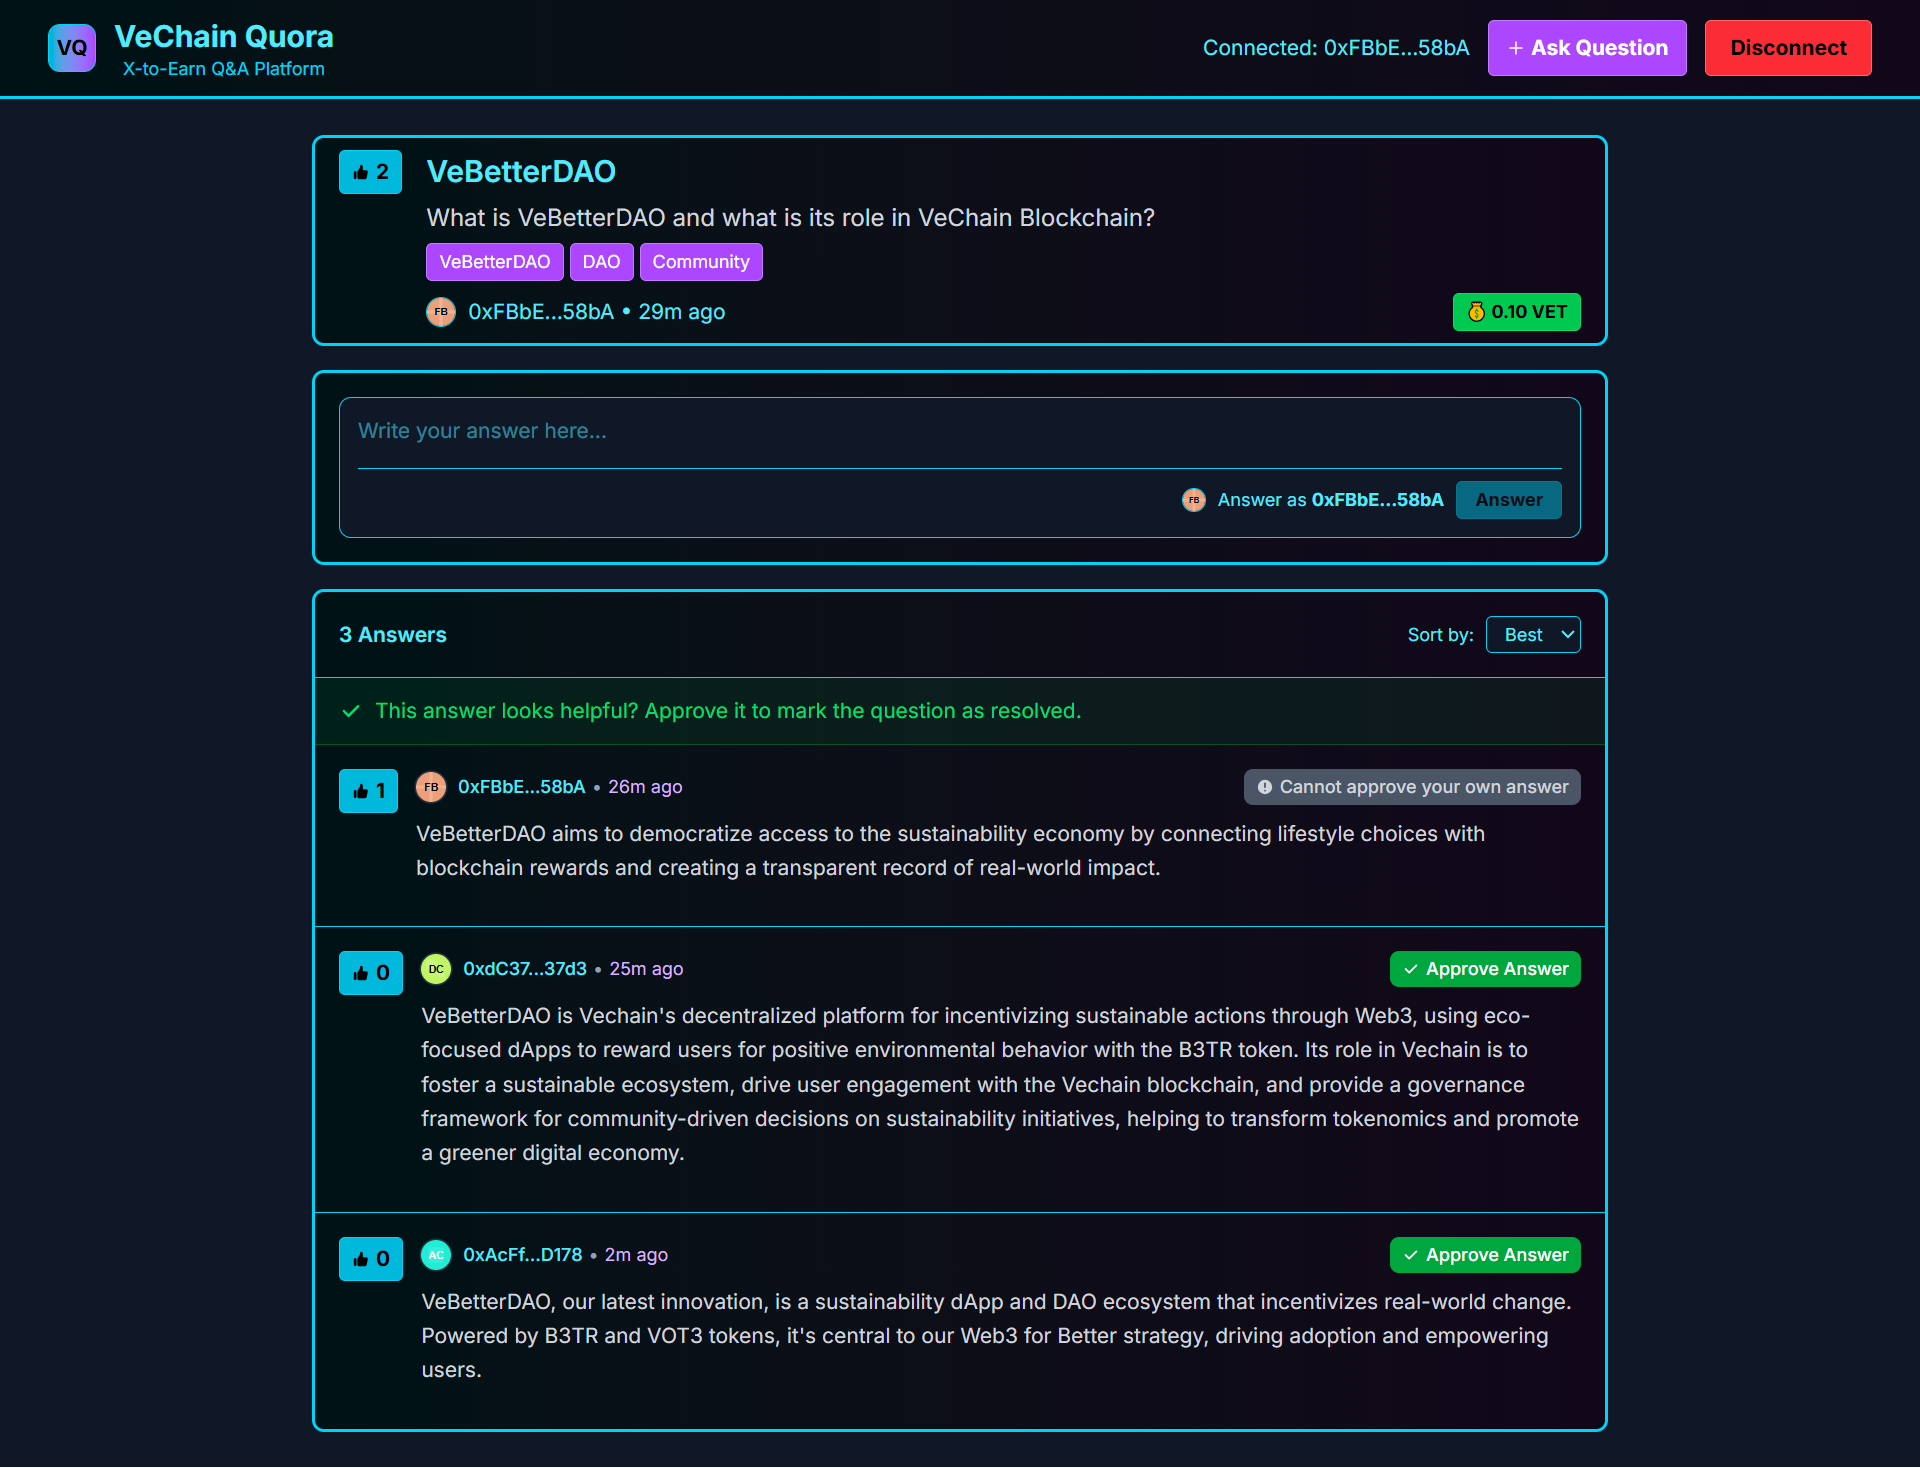 VQ
VeChain Quora
X-to-Earn Q&A Platform
Connected: 0xFBbE...58bA
+ Ask Question
Disconnect
2
VeBetterDAO
What is VeBetterDAO and what is its role in VeChain Blockchain?
VeBetterDAO
DAO
Community
FB
0xFBbE...58bA • 29m ago
$ 0.10 VET
Write your answer here...
FB
Answer as 0xFBbE...58bA
Answer
3 Answers
Sort by:
Best
This answer looks helpful? Approve it to mark the question as resolved.
1
FB
0xFBbE...58bA • 26m ago
Cannot approve your own answer
VeBetterDAO aims to democratize access to the sustainability economy by connecting lifestyle choices with
blockchain rewards and creating a transparent record of real-world impact.
0
DC
0xdC37...37d3 • 25m ago
Approve Answer
VeBetterDAO is Vechain's decentralized platform for incentivizing sustainable actions through Web3, using eco-
focused dApps to reward users for positive environmental behavior with the B3TR token. Its role in Vechain is to
foster a sustainable ecosystem, drive user engagement with the Vechain blockchain, and provide a governance
framework for community-driven decisions on sustainability initiatives, helping to transform tokenomics and promote
a greener digital economy.
0
AC
0xAcFf...D178 • 2m ago
Approve Answer
VeBetterDAO, our latest innovation, is a sustainability dApp and DAO ecosystem that incentivizes real-world change.
Powered by B3TR and VOT3 tokens, it's central to our Web3 for Better strategy, driving adoption and empowering
users.